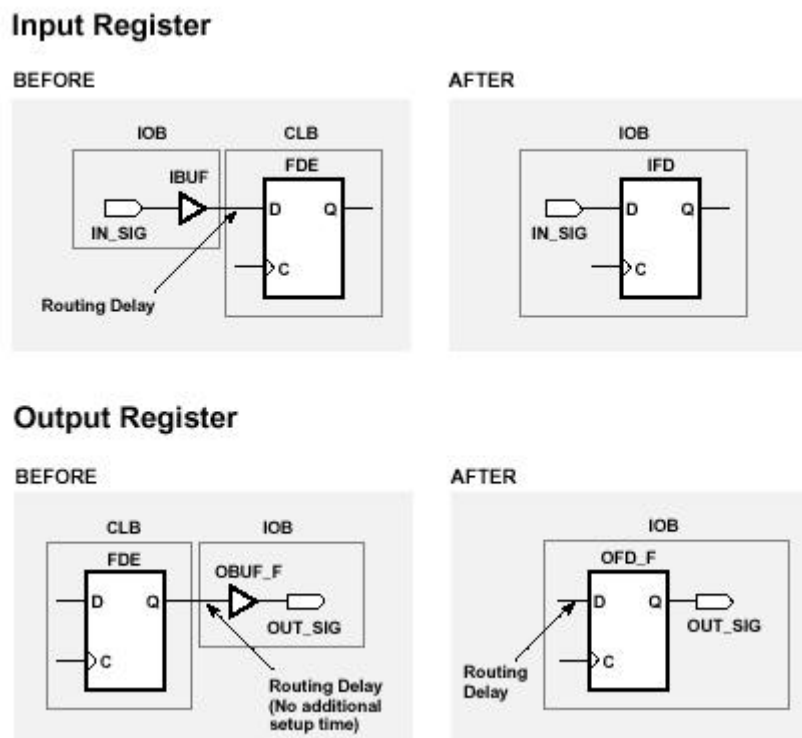 Input Register
BEFORE
AFTER
IOB
CLB
IBUF
FDE
D
Q
IN_SIG
C
Routing Delay
IOB
IFD
D
Q
IN_SIG
C
Output Register
BEFORE
AFTER
CLB
IOB
FDE
OBUF_F
D
Q
OUT_SIG
C
Routing Delay
(No additional
setup time)
IOB
OFD_F
D
Q
OUT_SIG
C
Routing
Delay